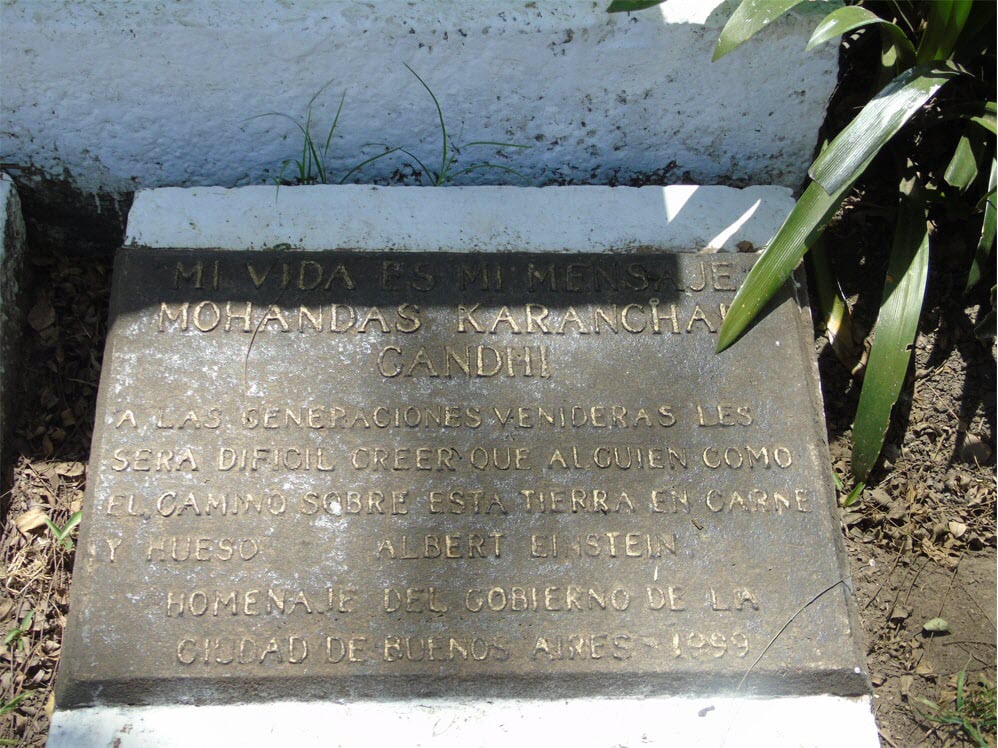 "MI VIDA ES MI MENSAJE"
MOHANDAS KARANCHAN
GANDHI
A LAS GENERACIONES VENIDERAS LES
SERA DIFICIL CREER QUE ALGUIEN COMO
EL, CAMINO SOBRE ESTA TIERRA EN CARNE
Y HUESO ALBERT EINSTEIN
HOMENAJE DEL GOBIERNO DE LA
CIUDAD DE BUENOS AIRES - 1999